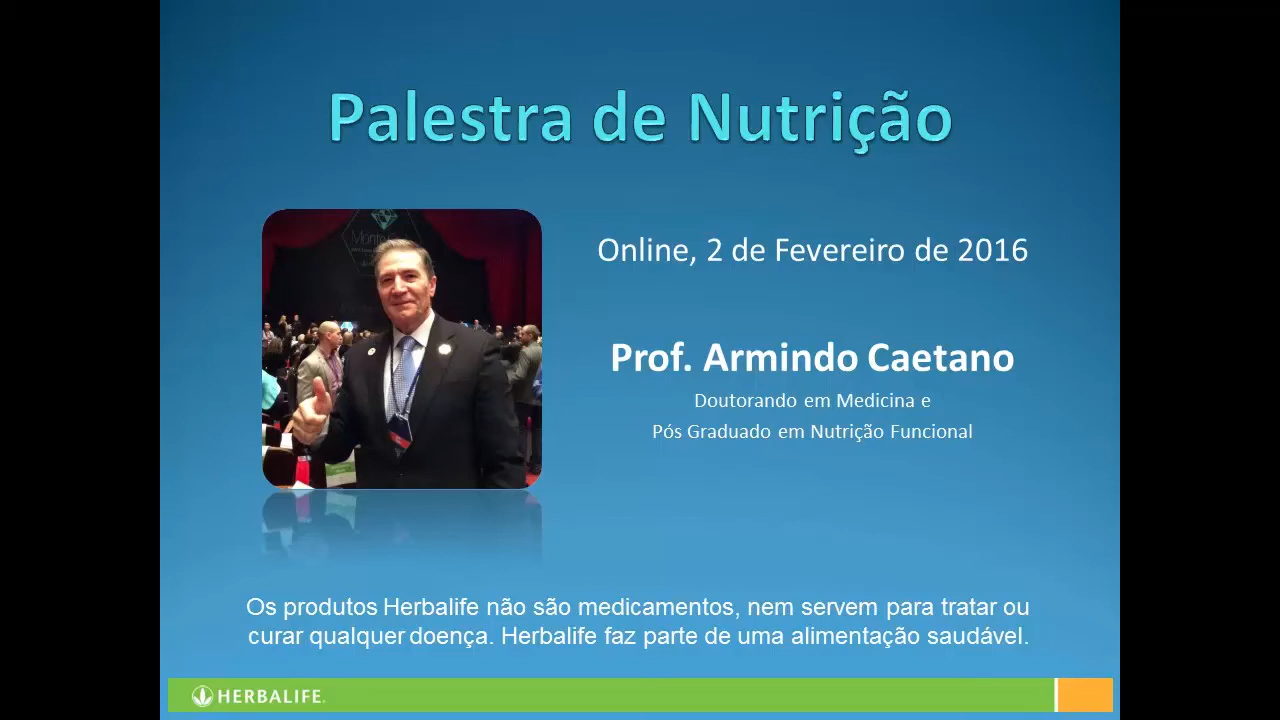 Palestra de Nutrição
Online, 2 de Fevereiro de 2016
Prof. Armindo Caetano
Doutorando em Medicina e
Pós Graduado em Nutrição Funcional
Os produtos Herbalife não são medicamentos, nem servem para tratar ou
curar qualquer doença. Herbalife faz parte de uma alimentação saudável.
HERBALIFE.